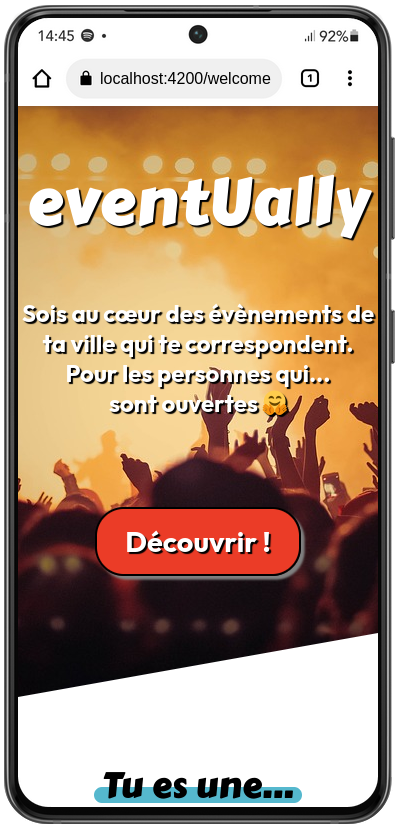 14:45 92%
localhost:4200/welcome 1
eventUally
Sois au cœur des évènements de
ta ville qui te correspondent.
Pour les personnes qui...
sont ouvertes 🤗
Découvrir !
Tu es une...